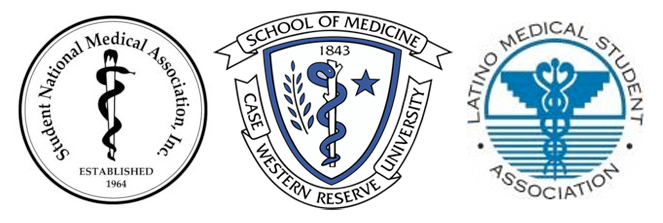 Student National Medical Association, Inc.
ESTABLISHED
1964
SCHOOL OF MEDICINE
1843
CASE WESTERN RESERVE UNIVERSITY
LATINO MEDICAL STUDENT
• ASSOCIATION •